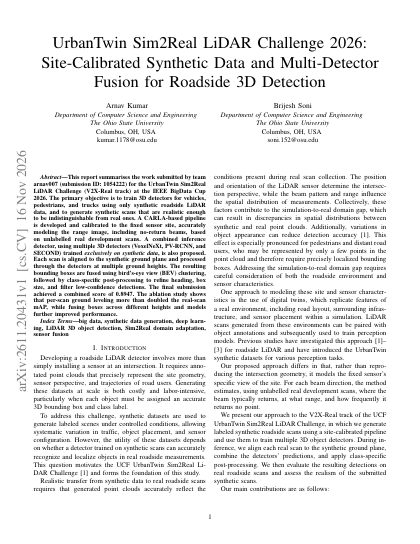 UrbanTwin Sim2Real LiDAR Challenge 2026:
Site-Calibrated Synthetic Data and Multi-Detector
Fusion for Roadside 3D Detection
Arnav Kumar
Department of Computer Science and Engineering
The Ohio State University
Columbus, OH, USA
kumar.1178@osu.edu
Brijesh Soni
Department of Computer Science and Engineering
The Ohio State University
Columbus, OH, USA
soni.152@osu.edu
arXiv:2611.20431v1 [cs.CV] 16 Nov 2026
Abstract—This report summarises the work submitted by team
arnav007 (submission ID: 1054222) for the UrbanTwin Sim2Real
LiDAR Challenge (V2X-Real track) at the IEEE BigData Cup
2026. The primary objective is to train 3D detectors for vehicles,
pedestrians, and trucks using only synthetic roadside LiDAR
data, and to generate synthetic scans that are realistic enough
to be indistinguishable from real ones. A CARLA-based pipeline
is developed and calibrated to the fixed sensor site, accurately
modeling the range image, including no-return beams, based
on unlabelled real development scans. A combined inference
detector, using multiple 3D detectors (VoxelNeXt, PV-RCNN, and
SECOND) trained exclusively on synthetic data, is also proposed.
Each scan is aligned to the synthetic ground plane and processed
through the detectors at multiple ground heights. The resulting
bounding boxes are fused using bird's-eye view (BEV) clustering,
followed by class-specific post-processing to refine heading, box
size, and filter low-confidence detections. The final submission
achieved a combined score of 0.8947. The ablation study shows
that per-scan ground leveling more than doubled the real-scan
mAP, while fusing boxes across different heights and models
further improved performance.
Index Terms—big data, synthetic data generation, deep learn-
ing, LiDAR 3D object detection, Sim2Real domain adaptation,
sensor fusion
I. Introduction
Developing a roadside LiDAR detector involves more than
simply installing a sensor at an intersection. It requires anno-
tated point clouds that precisely represent the site geometry,
sensor perspective, and trajectories of road users. Generating
these datasets at scale is both costly and labor-intensive,
particularly when each object must be assigned an accurate
3D bounding box and class label.
To address this challenge, synthetic datasets are used to
generate labeled scenes under controlled conditions, allowing
systematic variation in traffic, object placement, and sensor
configuration. However, the utility of these datasets depends
on whether a detector trained on synthetic scans can accurately
recognize and localize objects in real roadside measurements.
This question motivates the UCF UrbanTwin Sim2Real Li-
DAR Challenge [1] and forms the foundation of this study.
Realistic transfer from synthetic data to real roadside scans
requires that generated point clouds accurately reflect the
conditions present during real scan collection. The position
and orientation of the LiDAR sensor determine the intersec-
tion perspective, while the beam pattern and range influence
the spatial distribution of measurements. Collectively, these
factors contribute to the simulation-to-real domain gap, which
can result in discrepancies in spatial distributions between
synthetic and real point clouds. Additionally, variations in
object appearance can reduce detection accuracy [1]. This
effect is especially pronounced for pedestrians and distant road
users, who may be represented by only a few points in the
point cloud and therefore require precisely localized bounding
boxes. Addressing the simulation-to-real domain gap requires
careful consideration of both the road environment and sensor
characteristics.
One approach to modeling these site and sensor character-
istics is the use of digital twins, which replicate features of a
real environment, including road layout, surrounding infras-
tructure, and sensor placement within a simulation. LiDAR
scans generated from these environments can be paired with
object annotations and subsequently used to train perception
models. Previous studies have investigated this approach [1]–
[3] for roadside LiDAR and have introduced the UrbanTwin
synthetic datasets for various perception tasks.
Our proposed approach differs in that, rather than repro-
ducing the intersection geometry, it models the fixed sensor's
specific view of the site. For each beam direction, the method
estimates, using unlabelled real development scans, where the
beam typically returns, at what range, and how frequently it
returns no point.
We present our approach to the V2X-Real track of the UCF
UrbanTwin Sim2Real LiDAR Challenge, in which we generate
labeled synthetic roadside scans using a site-calibrated pipeline
and use them to train multiple 3D object detectors. During in-
ference, we align each real scan to the synthetic ground plane,
combine the detectors' predictions, and apply class-specific
post-processing. We then evaluate the resulting detections on
real roadside scans and assess the realism of the submitted
synthetic scans.
Our main contributions are as follows:
1